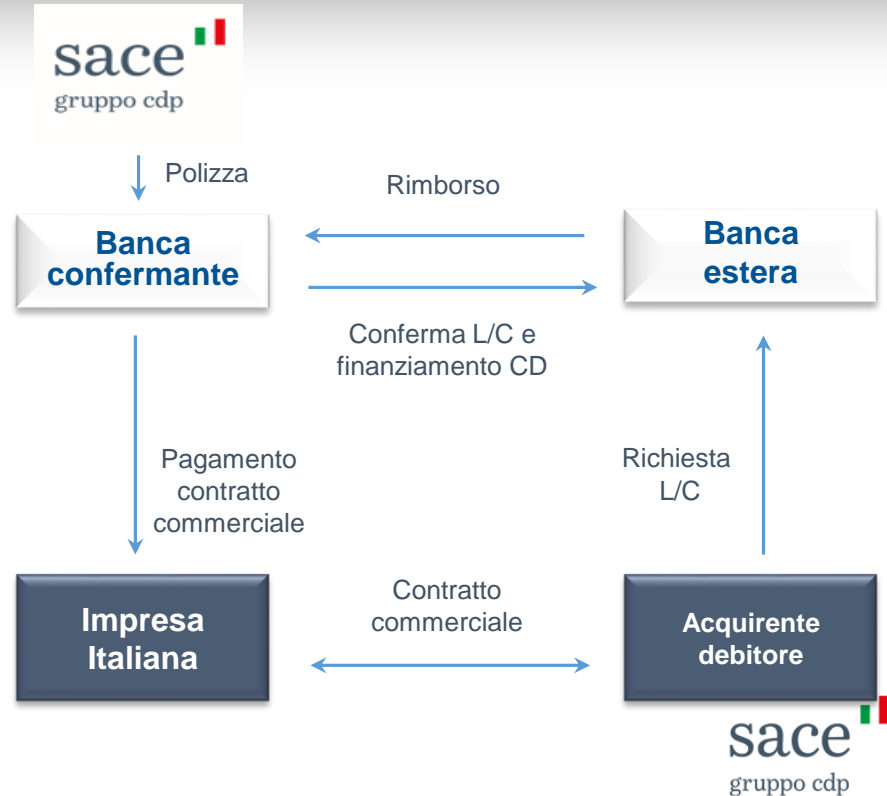 sace
gruppo cdp
Polizza
Rimborso
Banca
confermante
Banca
estera
Conferma L/C e
finanziamento CD
Pagamento
contratto
commerciale
Richiesta
L/C
Impresa
Italiana
Contratto
commerciale
Acquirente
debitore
sace
gruppo cdp